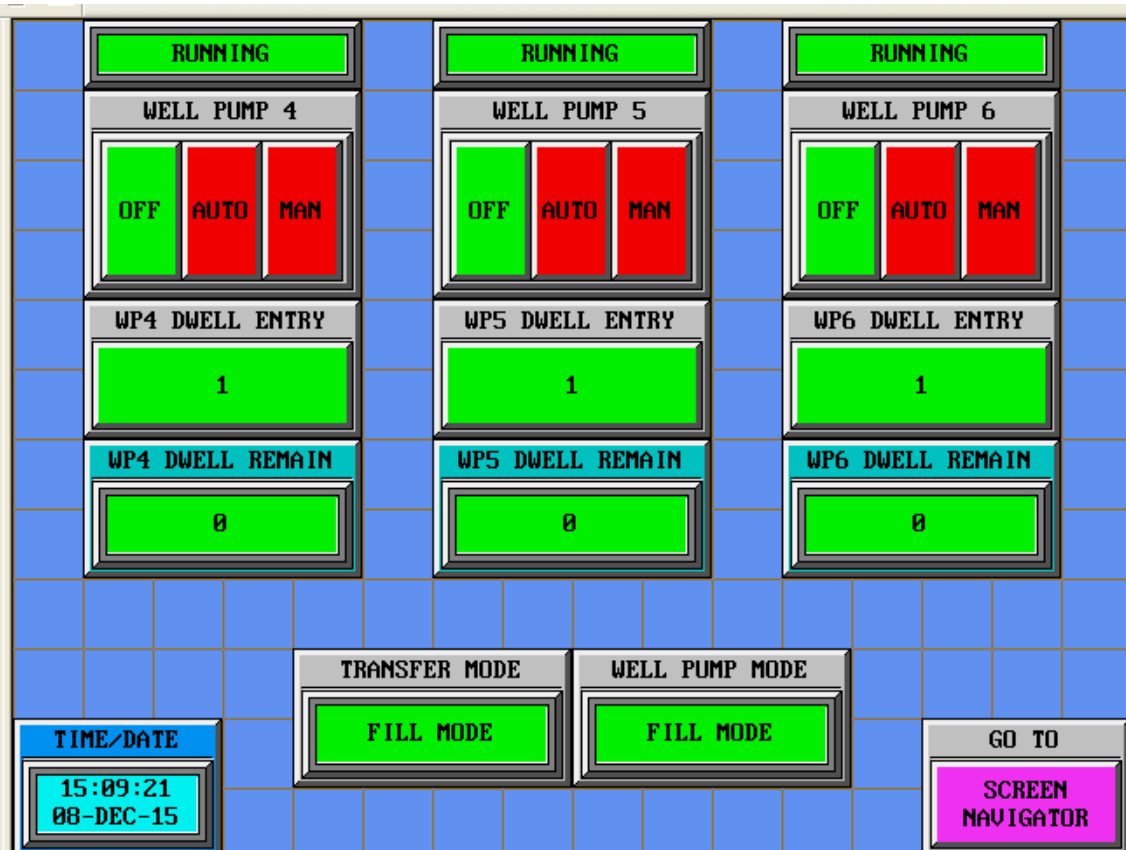 RUNNING RUNNING RUNNING
WELL PUMP 4 WELL PUMP 5 WELL PUMP 6
OFF AUTO MAN OFF AUTO MAN OFF AUTO MAN
WP4 DWELL ENTRY WP5 DWELL ENTRY WP6 DWELL ENTRY
1 1 1
WP4 DWELL REMAIN WP5 DWELL REMAIN WP6 DWELL REMAIN
0 0 0
TRANSFER MODE WELL PUMP MODE
FILL MODE FILL MODE
TIME/DATE
15:09:21
08-DEC-15
GO TO
SCREEN
NAVIGATOR